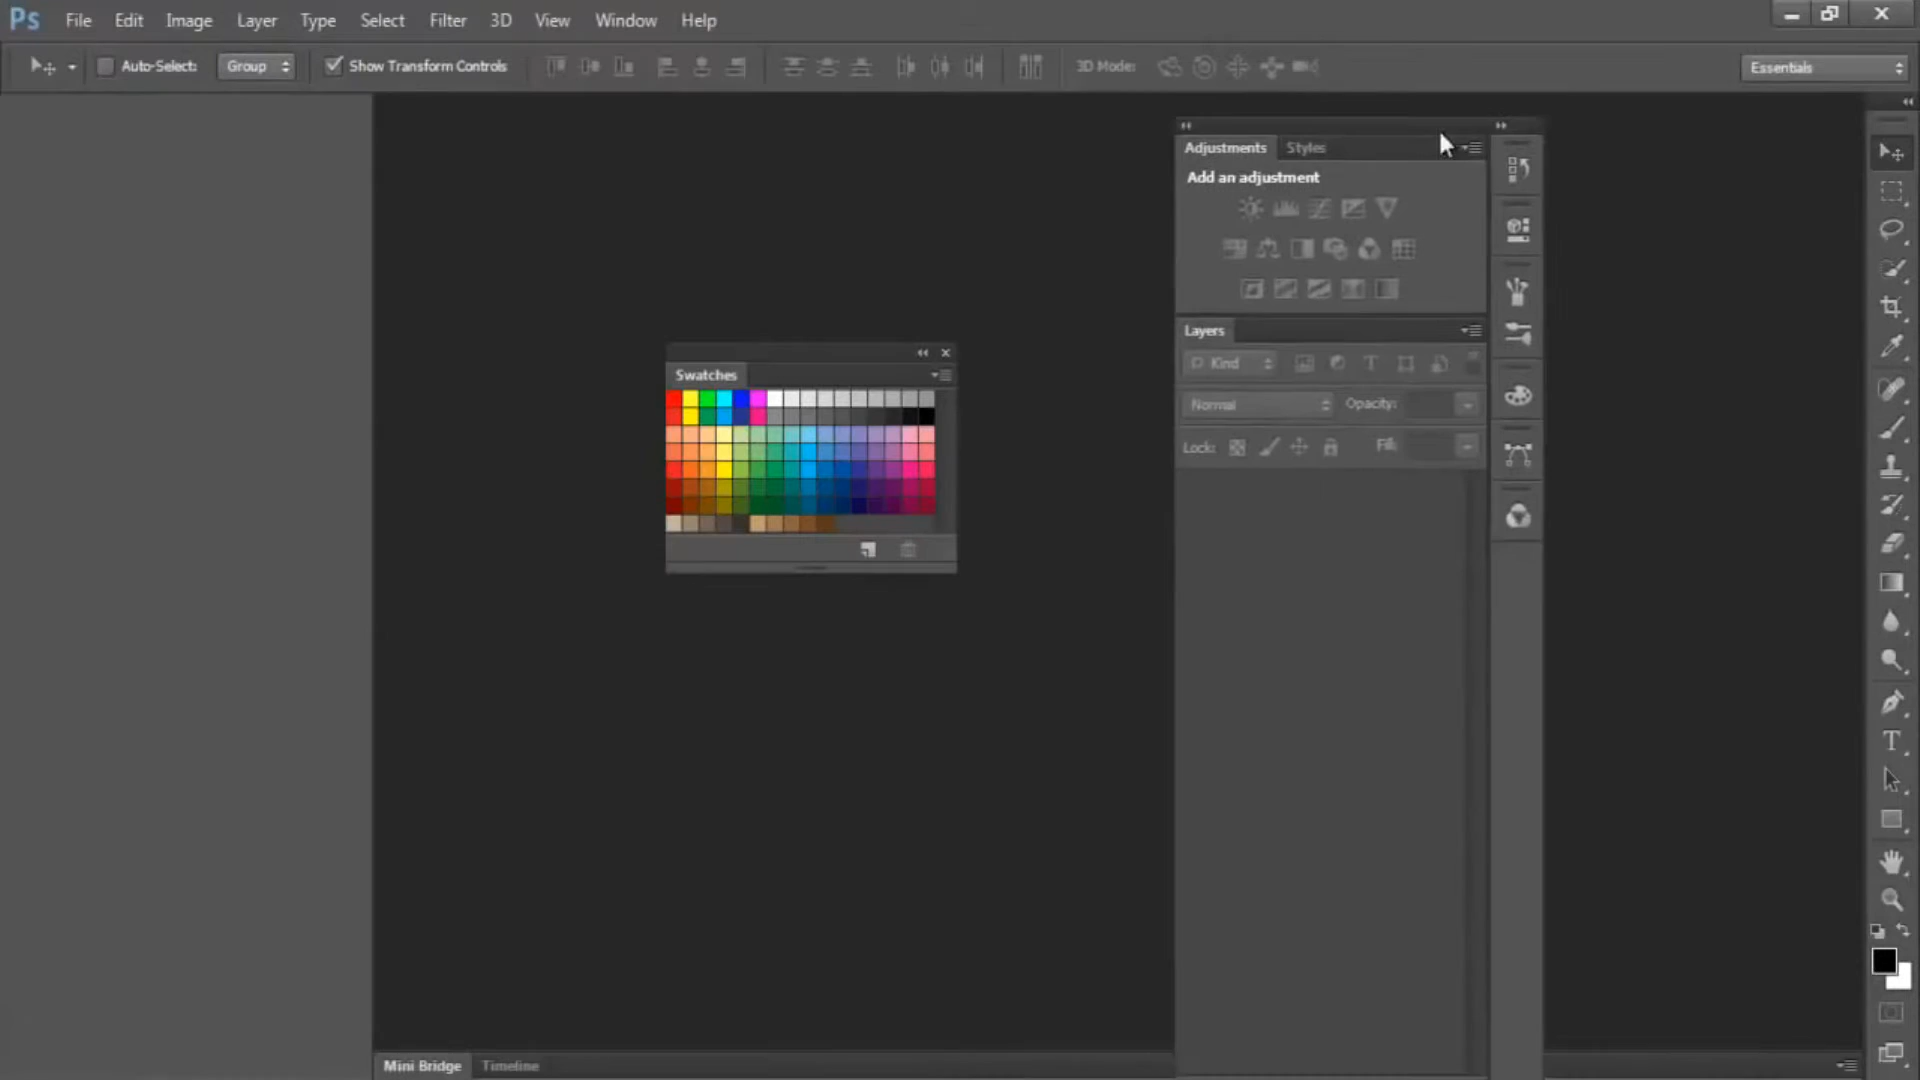 Ps File Edit Image Layer Type Select Filter 3D View Window Help
Auto-Select: Group Show Transform Controls 3D Mode: Essentials
Adjustments Styles
Add an adjustment
Swatches
Layers
Kind
Normal Opacity:
Lock: Fill:
Mini Bridge Timeline